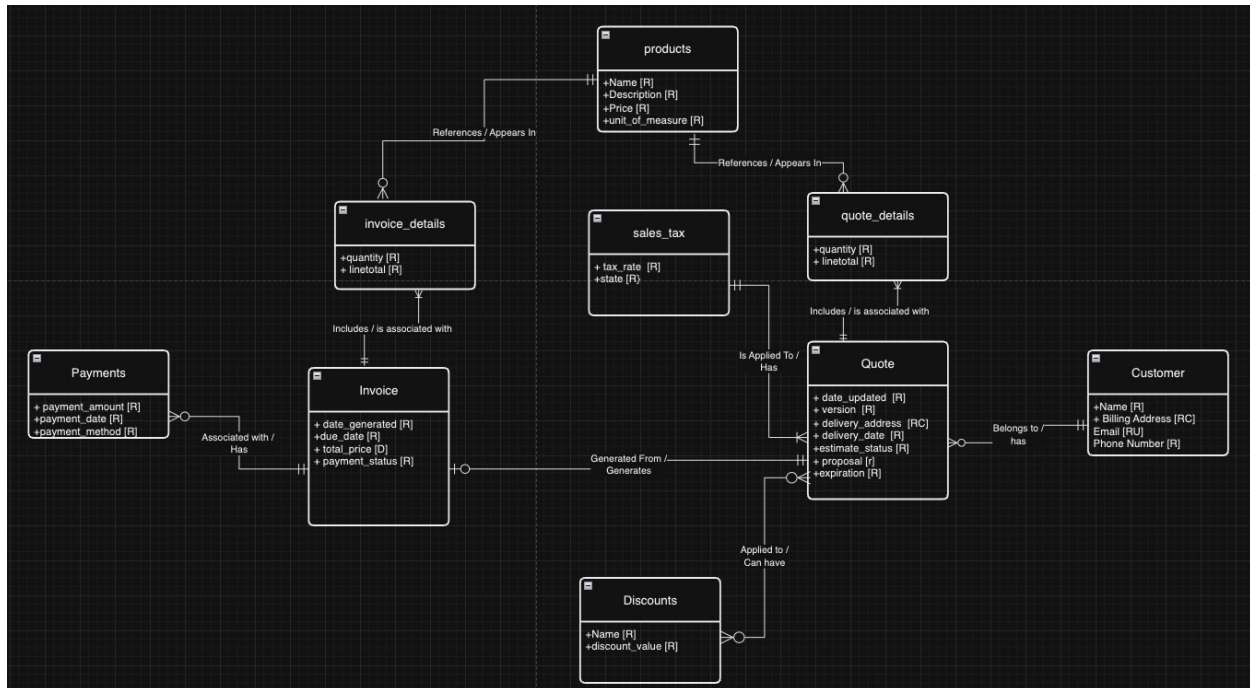 products
+Name [R]
+Description [R]
+Price [R]
+unit_of_measure [R]
References / Appears In
References / Appears In
invoice_details
+quantity [R]
+ linetotal [R]
sales_tax
+ tax_rate  [R]
+state [R}
quote_details
+quantity [R]
+ linetotal [R]
Includes / is associated with
Includes / is associated with
Payments
+ payment_amount [R]
+payment_date [R]
+payment_method [R]
Associated with /
Has
Invoice
+ date_generated [R]
+due_date [R]
+ total_price [D]
+ payment_status [R]
Is Applied To /
Has
Quote
+ date_updated  [R]
+ version  [R]
+ delivery_address  [RC]
+ delivery_date  [R]
+estimate_status [R]
+ proposal [r]
+expiration [R]
Belongs to /
has
Customer
+Name [R]
+ Billing Address [RC]
Email [RU]
Phone Number [R]
Generated From /
Generates
Applied to /
Can have
Discounts
+Name [R]
+discount_value [R]